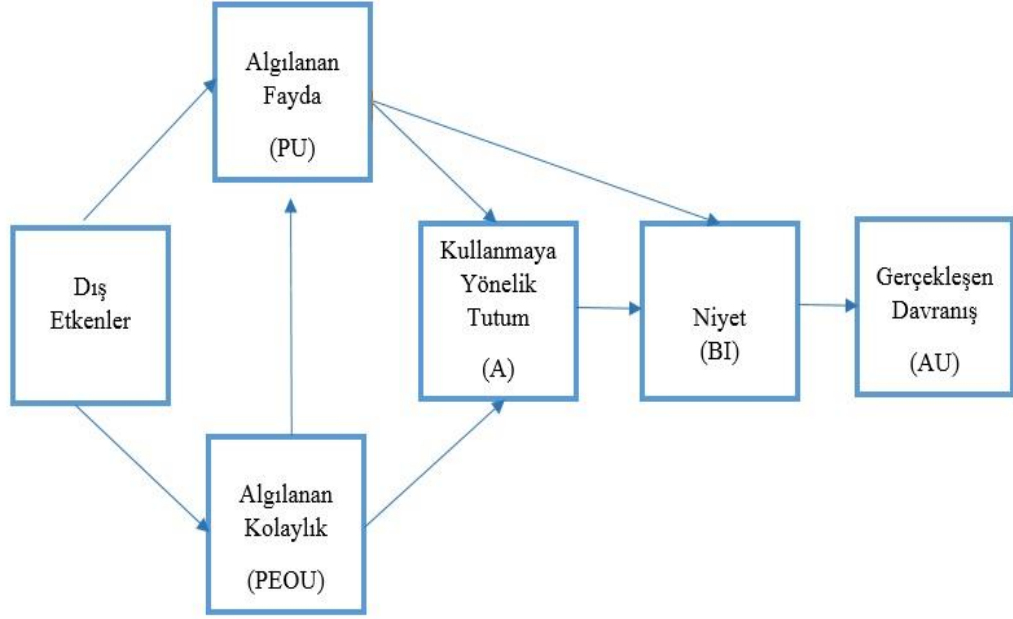 Algılanan
Fayda
(PU)
Dış
Etkenler
Kullanmaya
Yönelik
Tutum
(A)
Niyet
(BI)
Gerçekleşen
Davranış
(AU)
Algılanan
Kolaylık
(PEOU)